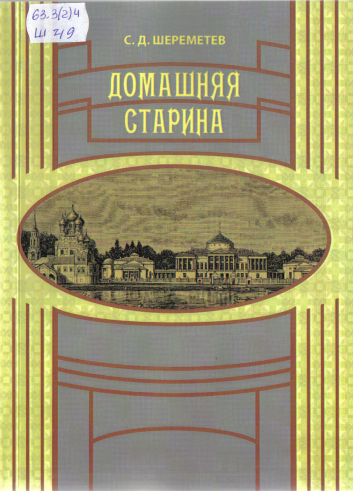 63.3(2)4
Ш 49
С. Д. ШЕРЕМЕТЕВ
ДОМАШНЯЯ
СТАРИНА